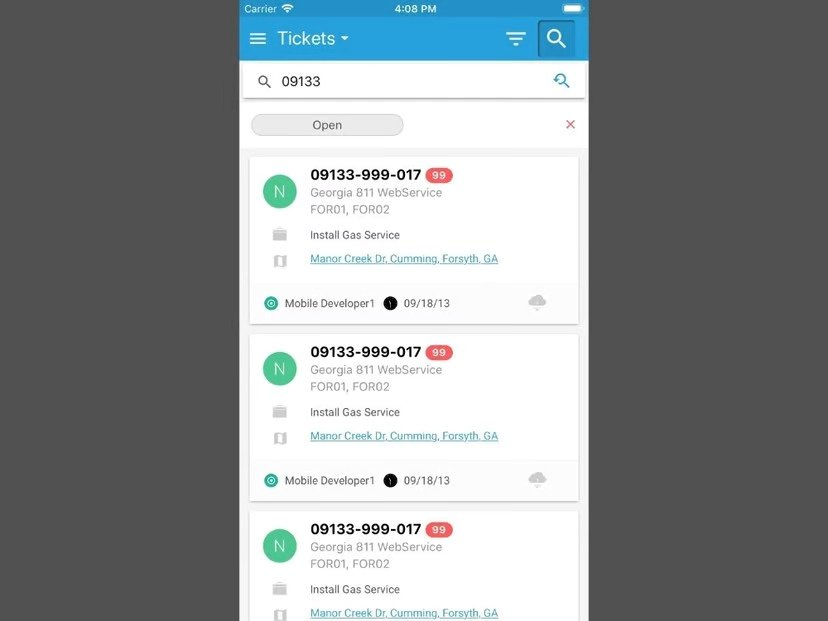 Carrier 4:08 PM
Tickets
09133
Open
N 09133-999-017 99
Georgia 811 WebService
FOR01, FOR02
Install Gas Service
Manor Creek Dr, Cumming, Forsyth, GA
Mobile Developer1 09/18/13
N 09133-999-017 99
Georgia 811 WebService
FOR01, FOR02
Install Gas Service
Manor Creek Dr, Cumming, Forsyth, GA
Mobile Developer1 09/18/13
N 09133-999-017 99
Georgia 811 WebService
FOR01, FOR02
Install Gas Service
Manor Creek Dr, Cumming, Forsyth, GA